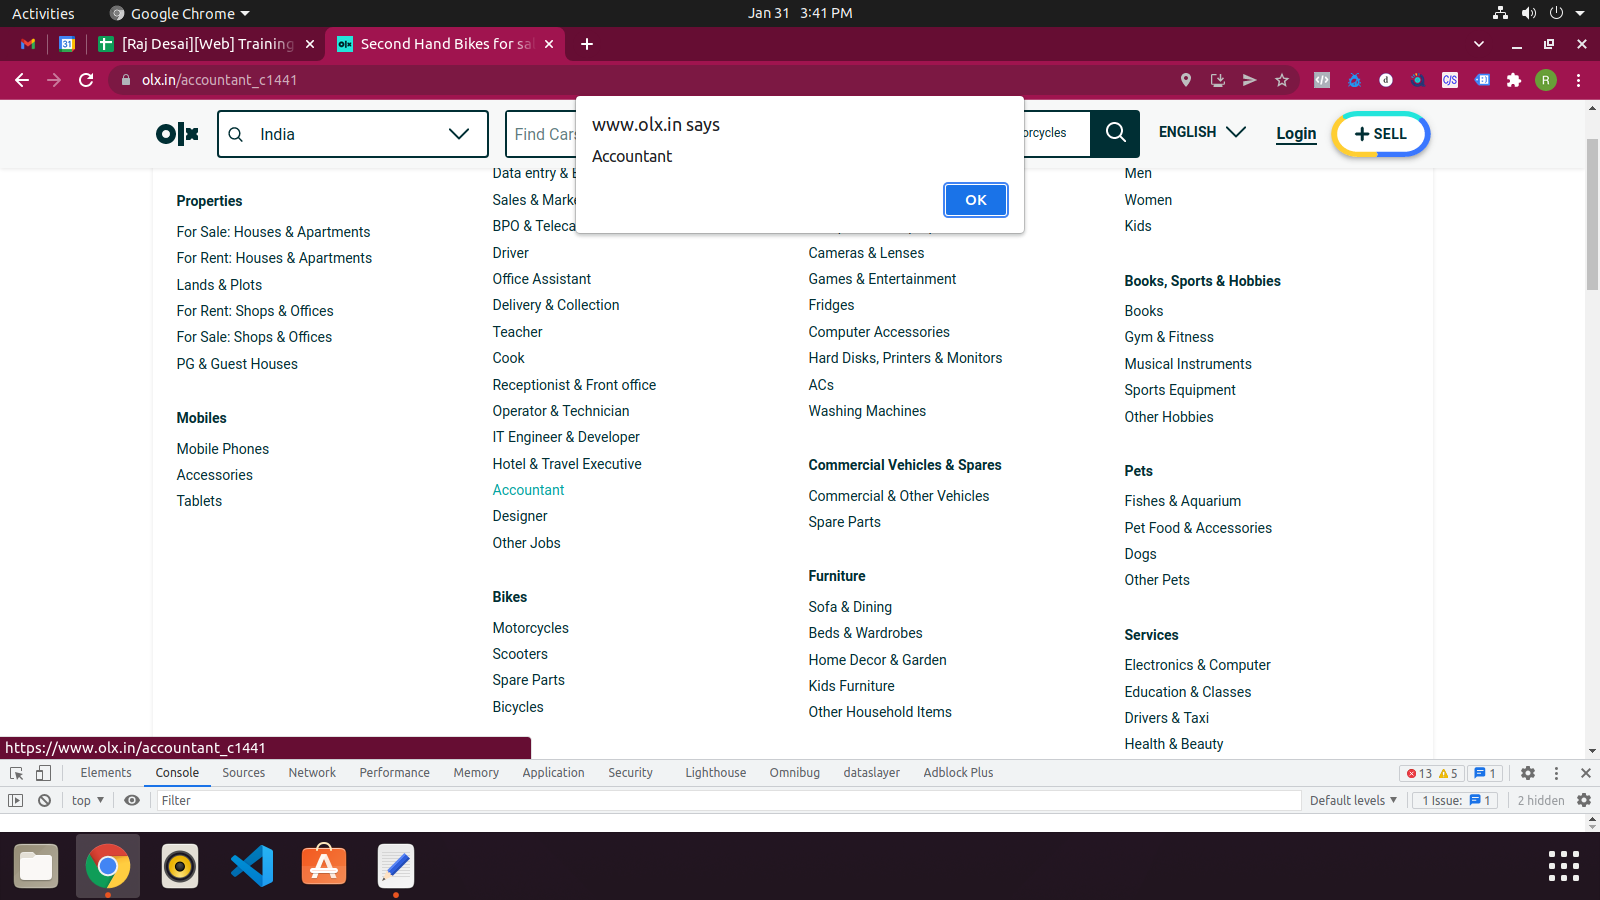 Activities
Google Chrome
Jan 31 3:41 PM
31
[Raj Desai][Web] Training
olx
Second Hand Bikes for sal
olx.in/accountant_c1441
C/S
R
olx
India
Find Cars
orcycles
ENGLISH
Login
+ SELL
www.olx.in says
Accountant
OK
Properties
For Sale: Houses & Apartments
For Rent: Houses & Apartments
Lands & Plots
For Rent: Shops & Offices
For Sale: Shops & Offices
PG & Guest Houses
Mobiles
Mobile Phones
Accessories
Tablets
Data entry &
Sales & Marke
BPO & Teleca
Driver
Office Assistant
Delivery & Collection
Teacher
Cook
Receptionist & Front office
Operator & Technician
IT Engineer & Developer
Hotel & Travel Executive
Accountant
Designer
Other Jobs
Bikes
Motorcycles
Scooters
Spare Parts
Bicycles
Cameras & Lenses
Games & Entertainment
Fridges
Computer Accessories
Hard Disks, Printers & Monitors
ACs
Washing Machines
Commercial Vehicles & Spares
Commercial & Other Vehicles
Spare Parts
Furniture
Sofa & Dining
Beds & Wardrobes
Home Decor & Garden
Kids Furniture
Other Household Items
Men
Women
Kids
Books, Sports & Hobbies
Books
Gym & Fitness
Musical Instruments
Sports Equipment
Other Hobbies
Pets
Fishes & Aquarium
Pet Food & Accessories
Dogs
Other Pets
Services
Electronics & Computer
Education & Classes
Drivers & Taxi
Health & Beauty
https://www.olx.in/accountant_c1441
Elements Console Sources Network Performance Memory Application Security Lighthouse Omnibug dataslayer Adblock Plus
13 5 1
top
Filter
Default levels
1 Issue: 1
2 hidden